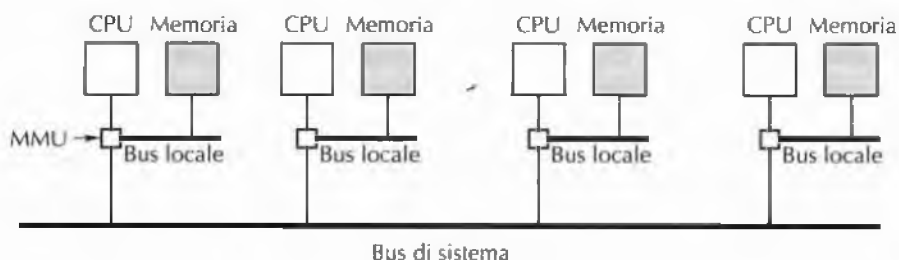 CPU Memoria CPU Memoria CPU Memoria CPU Memoria
MMU
Bus locale Bus locale Bus locale Bus locale
Bus di sistema